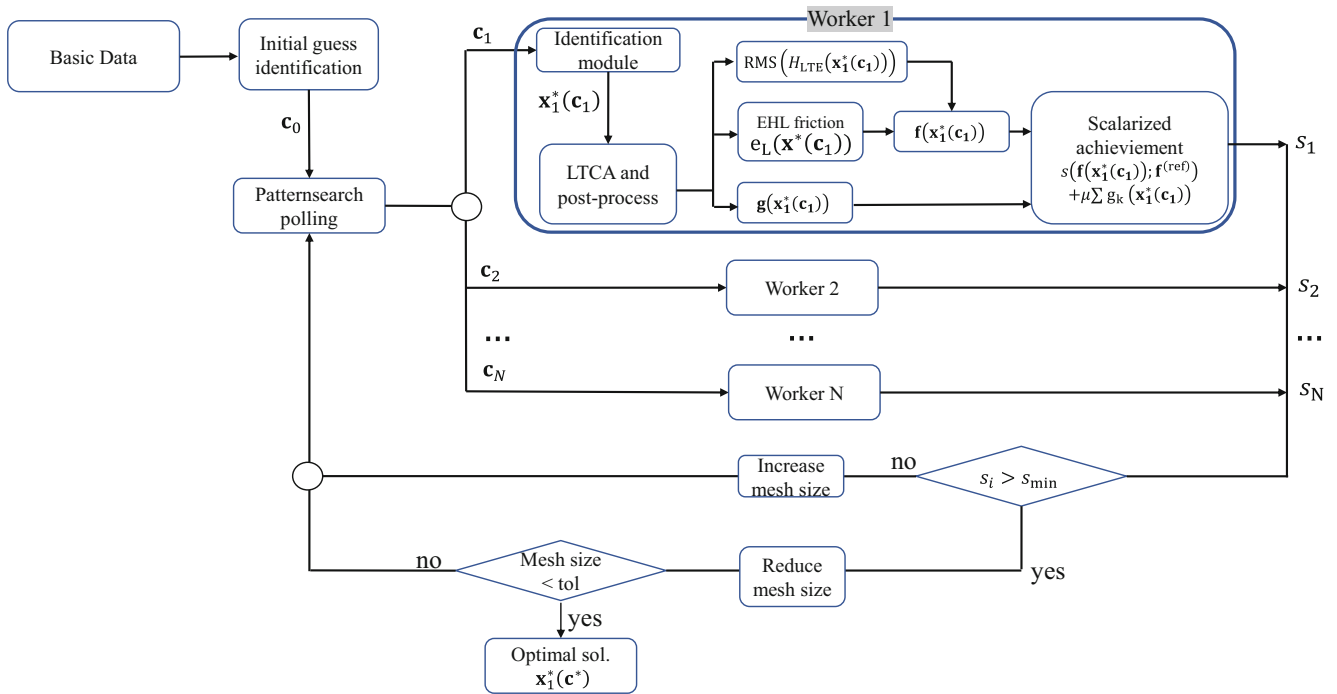 Worker 1
Basic Data
Initial guess
identification
𝐜₀
Patternsearch
polling
𝐜₁
Identification
module
𝐱₁*(𝐜₁)
LTCA and
post-process
RMS(H_LTE(𝐱₁*(𝐜₁)))
EHL friction
e_L(𝐱*(𝐜₁))
𝐠(𝐱₁*(𝐜₁))
𝐟(𝐱₁*(𝐜₁))
Scalarized
achieviement
s(𝐟(𝐱₁*(𝐜₁)); 𝐟^(ref))
+μ∑ g_k(𝐱₁*(𝐜₁))
s₁
𝐜₂
Worker 2
s₂
...
...
...
𝐜_N
Worker N
s_N
Increase
mesh size
no
s_i > s_min
no
Mesh size
< tol
Reduce
mesh size
yes
yes
Optimal sol.
𝐱₁*(𝐜*)